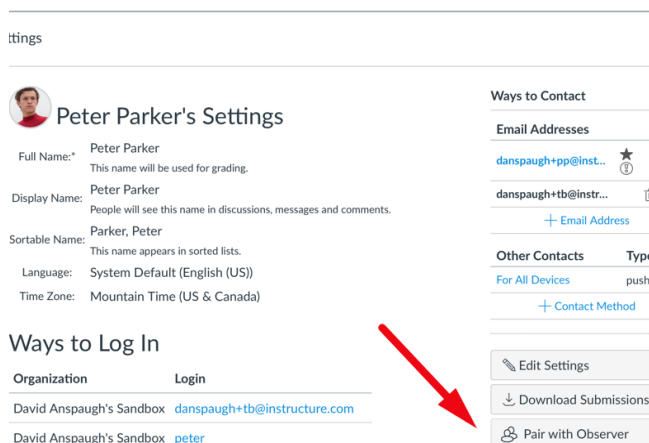 ttings
Peter Parker's Settings
Full Name:* Peter Parker
This name will be used for grading.
Display Name: Peter Parker
People will see this name in discussions, messages and comments.
Sortable Name: Parker, Peter
This name appears in sorted lists.
Language: System Default (English (US))
Time Zone: Mountain Time (US & Canada)
Ways to Log In
Organization Login
David Anspaugh's Sandbox danspaugh+tb@instructure.com
David Anspaugh's Sandbox peter
Ways to Contact
Email Addresses
danspaugh+pp@inst...
danspaugh+tb@instr...
+ Email Address
Other Contacts Type
For All Devices push
+ Contact Method
Edit Settings
Download Submissions
Pair with Observer